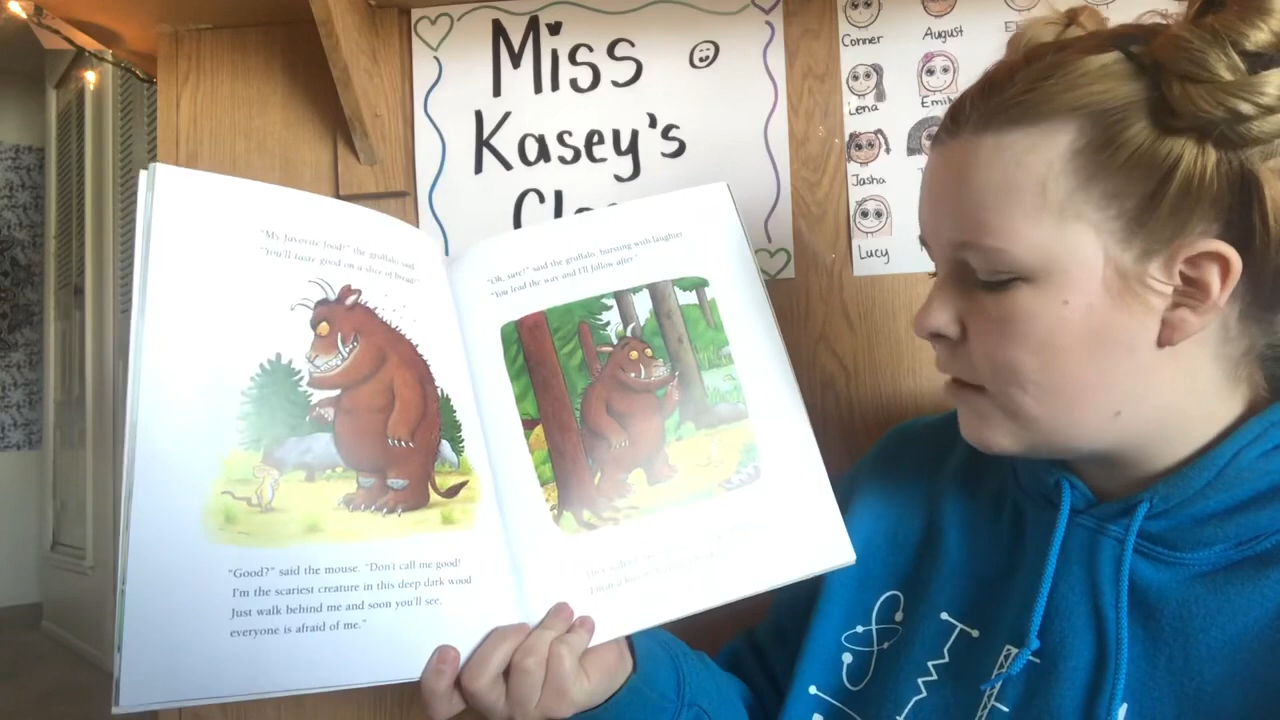 Miss
Kasey's
Conner August
Lena Emil
Jasha
Lucy
"My favorite food!" the gruffalo said.
"You'll taste good on a slice of bread!"
"Good?" said the mouse. "Don't call me good!
I'm the scariest creature in this deep dark wood.
Just walk behind me and soon you'll see,
everyone is afraid of me."
"Oh, sure!" said the gruffalo, bursting with laughter.
"You lead the way and I'll follow after."